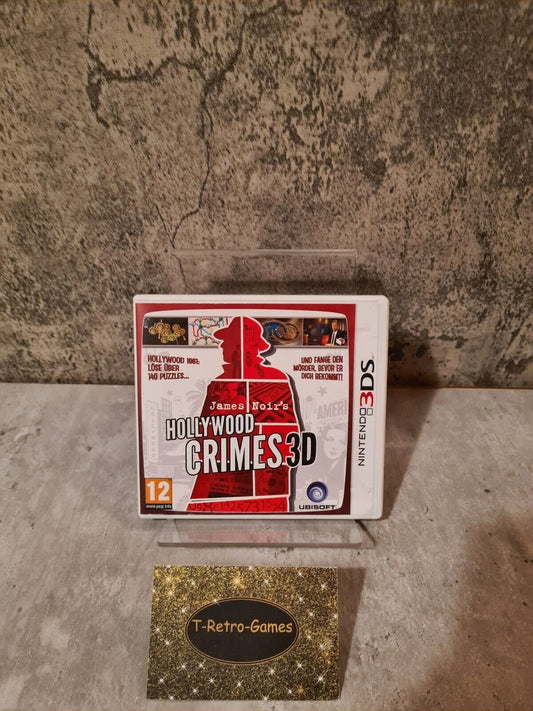 HOLLYWOOD 1961:
LÖSE ÜBER
140 PUZZLES...
UND FANGE DEN
MÖRDER, BEVOR ER
DICH BEKOMMT!
James Noir's
HOLLYWOOD
CRIMES 3D
12
www.pegi.info
UBISOFT
NINTENDO 3DS
T-Retro-Games